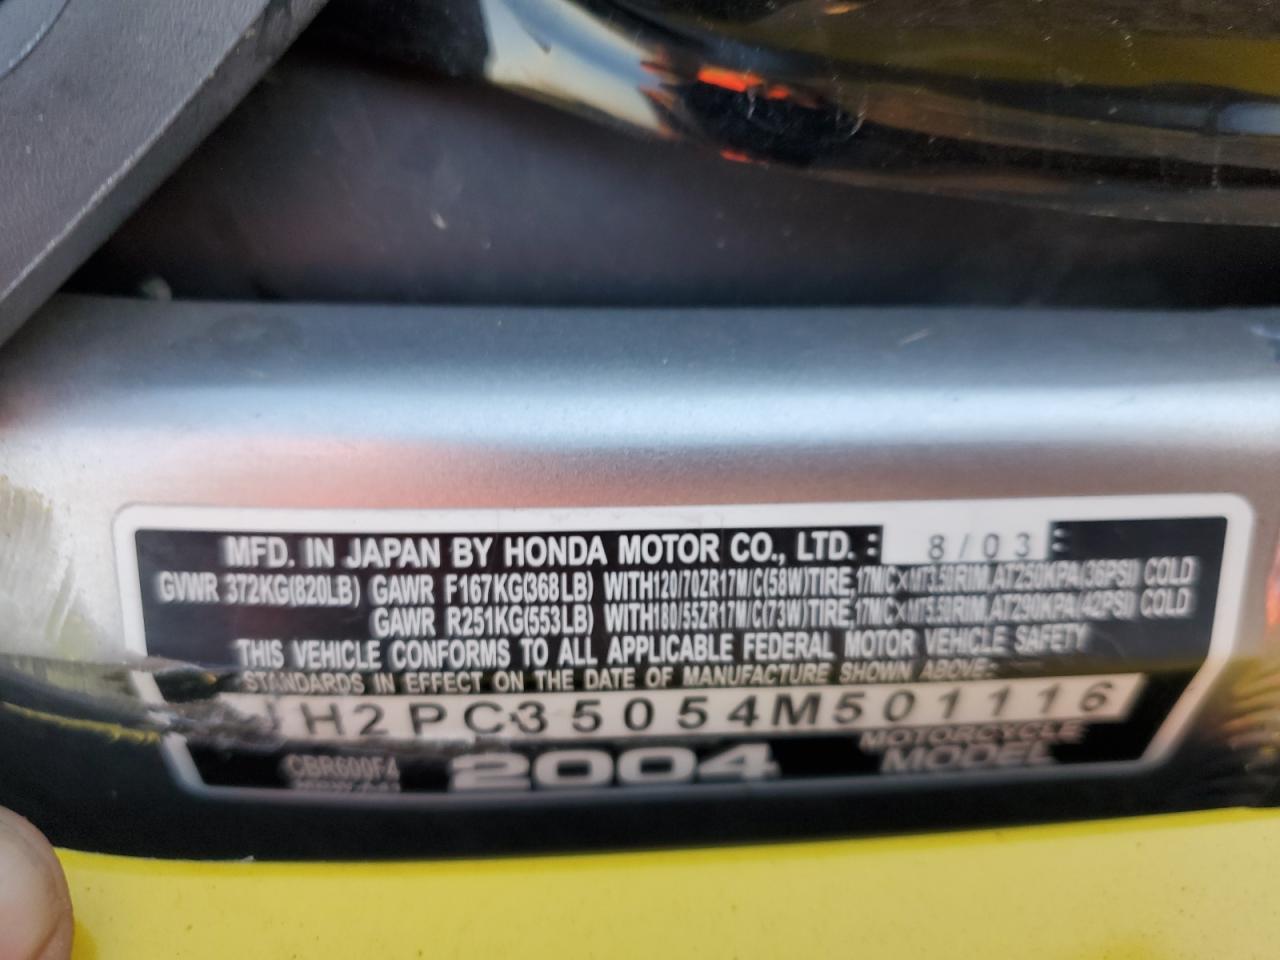 MFD. IN JAPAN BY HONDA MOTOR CO., LTD. : 8/03
GVWR 372KG(820LB) GAWR F167KG(368LB) WITH120/70ZR17M/C(58W)TIRE,17M/C×MT3.50RIM,AT250KPA(36PSI) COLD
GAWR R251KG(553LB) WITH180/55ZR17M/C(73W)TIRE,17M/C×MT5.50RIM,AT290KPA(42PSI) COLD
THIS VEHICLE CONFORMS TO ALL APPLICABLE FEDERAL MOTOR VEHICLE SAFETY
STANDARDS IN EFFECT ON THE DATE OF MANUFACTURE SHOWN ABOVE:
JH2PC35054M501116
CBR600F4 2004 MOTORCYCLE
MODEL